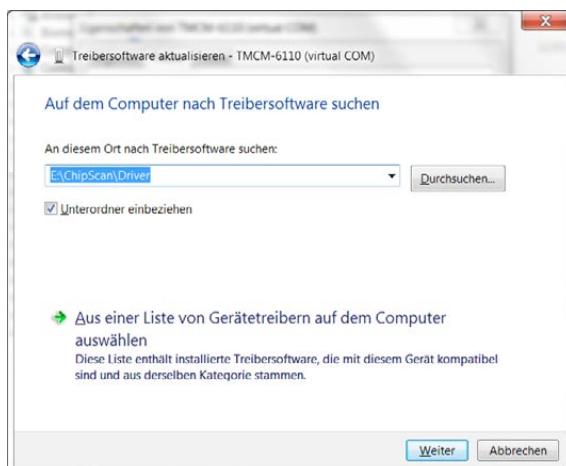 Treibersoftware aktualisieren - TMCM-6110 (virtual COM)
Auf dem Computer nach Treibersoftware suchen
An diesem Ort nach Treibersoftware suchen:
E:\ChipScan\Driver
Durchsuchen...
Unterordner einbeziehen
Aus einer Liste von Gerätetreibern auf dem Computer
auswählen
Diese Liste enthält installierte Treibersoftware, die mit diesem Gerät kompatibel
sind und aus derselben Kategorie stammen.
Weiter
Abbrechen